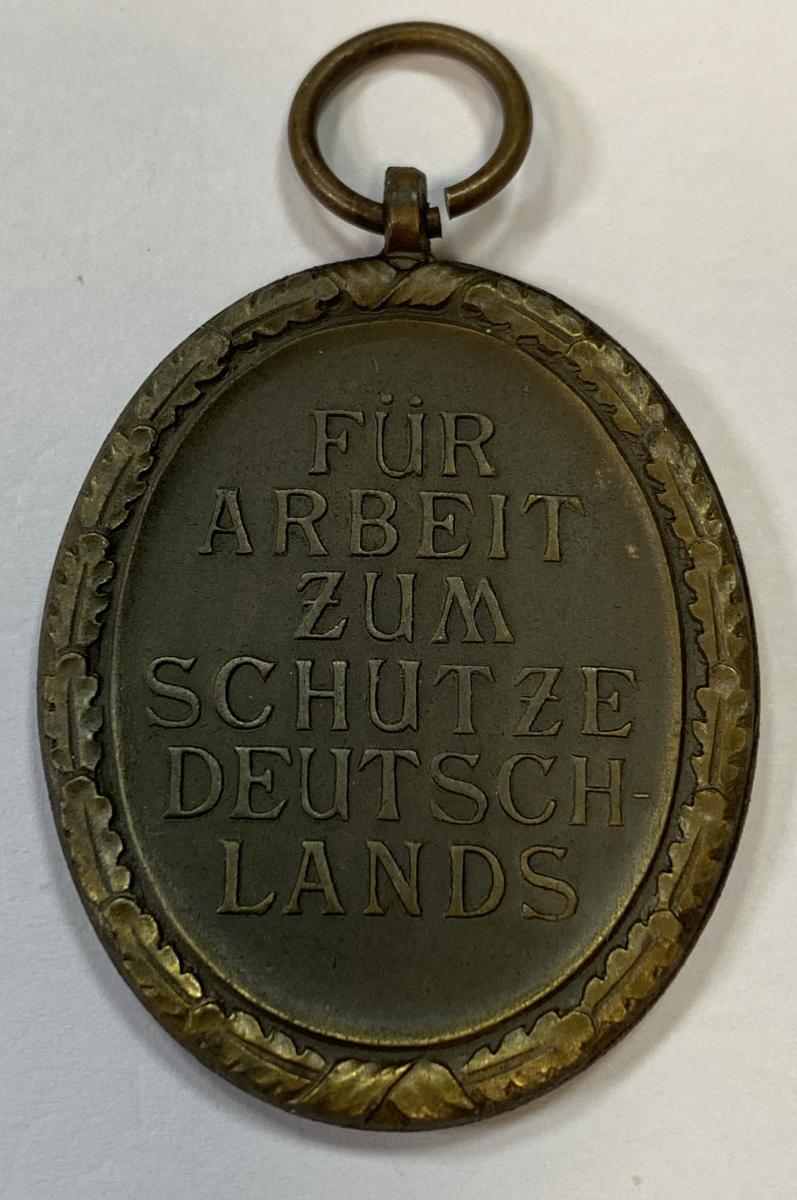 FÜR
ARBEIT
ZUM
SCHUTZE
DEUTSCH-
LANDS